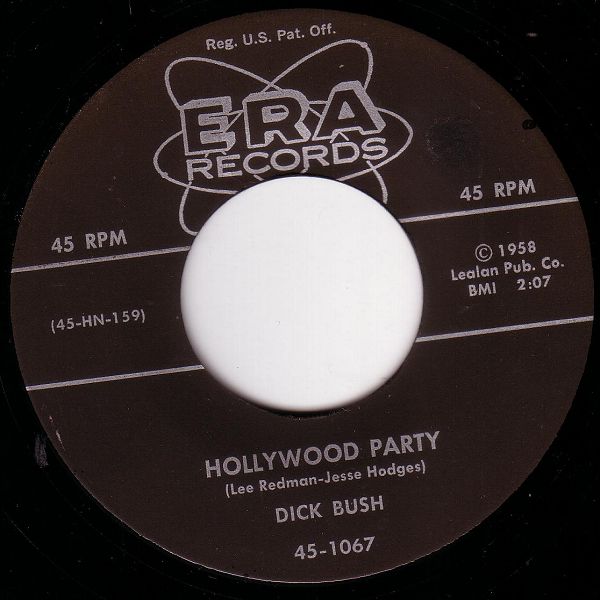 Reg. U.S. Pat. Off.
ERA
RECORDS
45 RPM
45 RPM
© 1958
Lealan Pub. Co.
BMI 2:07
(45-HN-159)
HOLLYWOOD PARTY
(Lee Redman-Jesse Hodges)
DICK BUSH
45-1067